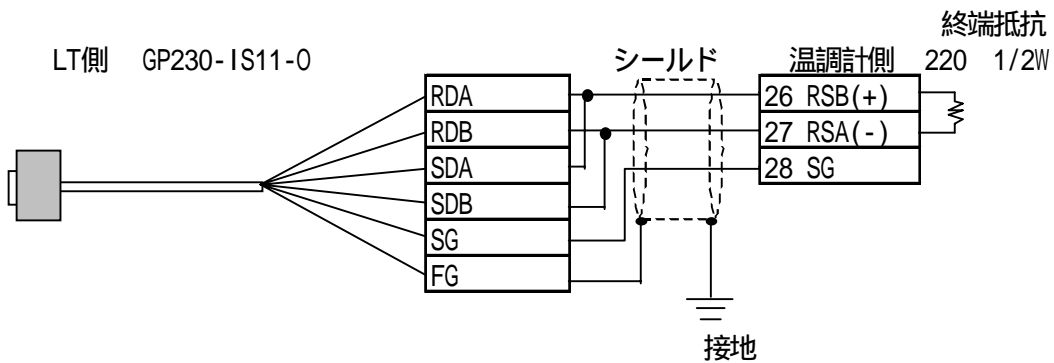 終端抵抗
LT側 GP230-IS11-O
シールド
温調計側
220 1/2W
RDA
RDB
SDA
SDB
SG
FG
26 RSB(+)
27 RSA(-)
28 SG
接地